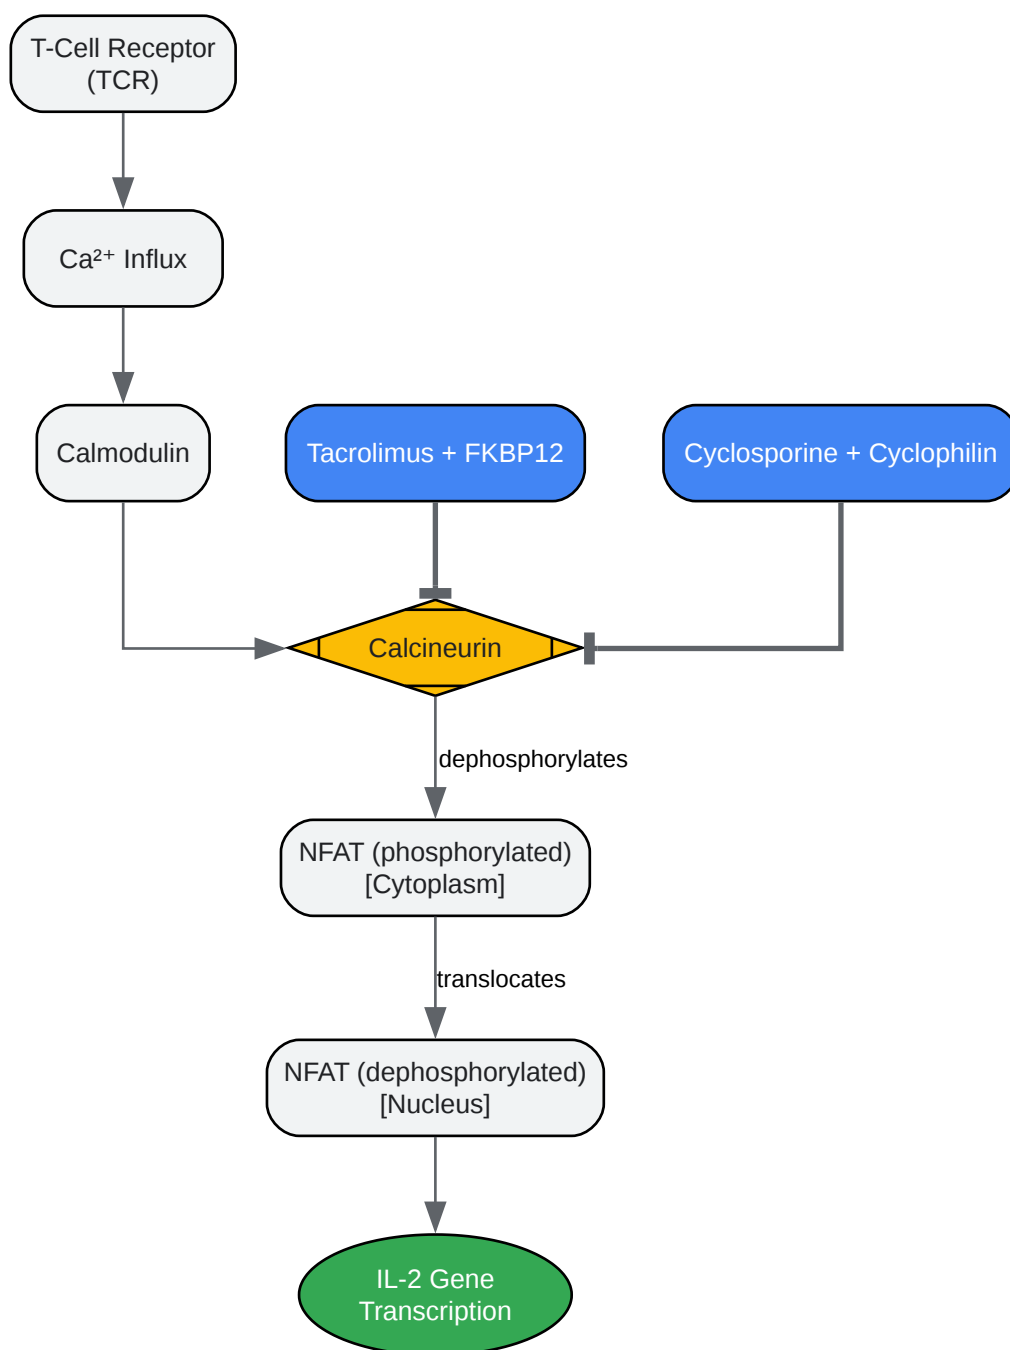 T-Cell Receptor
(TCR)
Ca²⁺ Influx
Calmodulin
Tacrolimus + FKBP12
Cyclosporine + Cyclophilin
Calcineurin
dephosphorylates
NFAT (phosphorylated)
[Cytoplasm]
translocates
NFAT (dephosphorylated)
[Nucleus]
IL-2 Gene
Transcription